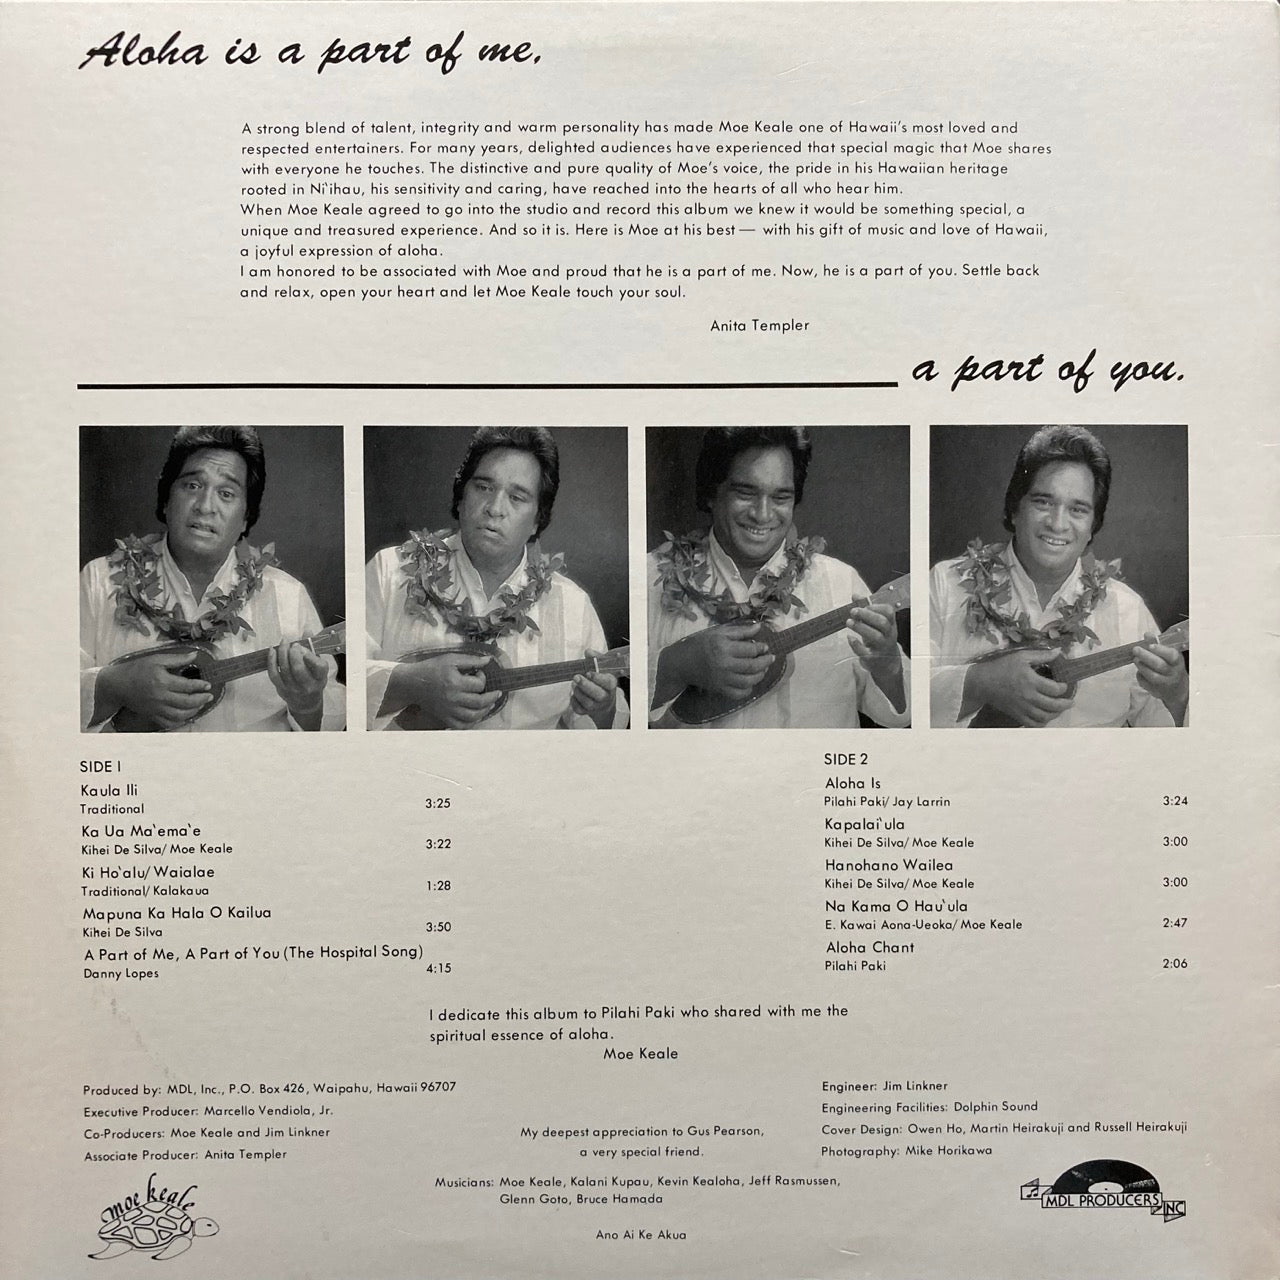 Aloha is a part of me.
A strong blend of talent, integrity and warm personality has made Moe Keale one of Hawaii's most loved and
respected entertainers. For many years, delighted audiences have experienced that special magic that Moe shares
with everyone he touches. The distinctive and pure quality of Moe's voice, the pride in his Hawaiian heritage
rooted in Ni`ihau, his sensitivity and caring, have reached into the hearts of all who hear him.
When Moe Keale agreed to go into the studio and record this album we knew it would be something special, a
unique and treasured experience. And so it is. Here is Moe at his best — with his gift of music and love of Hawaii,
a joyful expression of aloha.
I am honored to be associated with Moe and proud that he is a part of me. Now, he is a part of you. Settle back
and relax, open your heart and let Moe Keale touch your soul.
Anita Templer
a part of you.
SIDE 1
Kaula Ili
Traditional 3:25
Ka Ua Ma`ema`e
Kihei De Silva/ Moe Keale 3:22
Ki Ho`alu/ Waialae
Traditional/ Kalakaua 1:28
Mapuna Ka Hala O Kailua
Kihei De Silva 3:50
A Part of Me, A Part of You (The Hospital Song)
Danny Lopes 4:15
SIDE 2
Aloha Is
Pilahi Paki/ Jay Larrin 3:24
Kapalai`ula
Kihei De Silva/ Moe Keale 3:00
Hanohano Wailea
Kihei De Silva/ Moe Keale 3:00
Na Kama O Hau`ula
E. Kawai Aona-Ueoka/ Moe Keale 2:47
Aloha Chant
Pilahi Paki 2:06
I dedicate this album to Pilahi Paki who shared with me the
spiritual essence of aloha.
Moe Keale
Produced by: MDL, Inc., P.O. Box 426, Waipahu, Hawaii 96707
Executive Producer: Marcello Vendiola, Jr.
Co-Producers: Moe Keale and Jim Linkner
Associate Producer: Anita Templer
My deepest appreciation to Gus Pearson,
a very special friend.
Musicians: Moe Keale, Kalani Kupau, Kevin Kealoha, Jeff Rasmussen,
Glenn Goto, Bruce Hamada
Ano Ai Ke Akua
Engineer: Jim Linkner
Engineering Facilities: Dolphin Sound
Cover Design: Owen Ho, Martin Heirakuji and Russell Heirakuji
Photography: Mike Horikawa
moe keale
MDL PRODUCERS INC